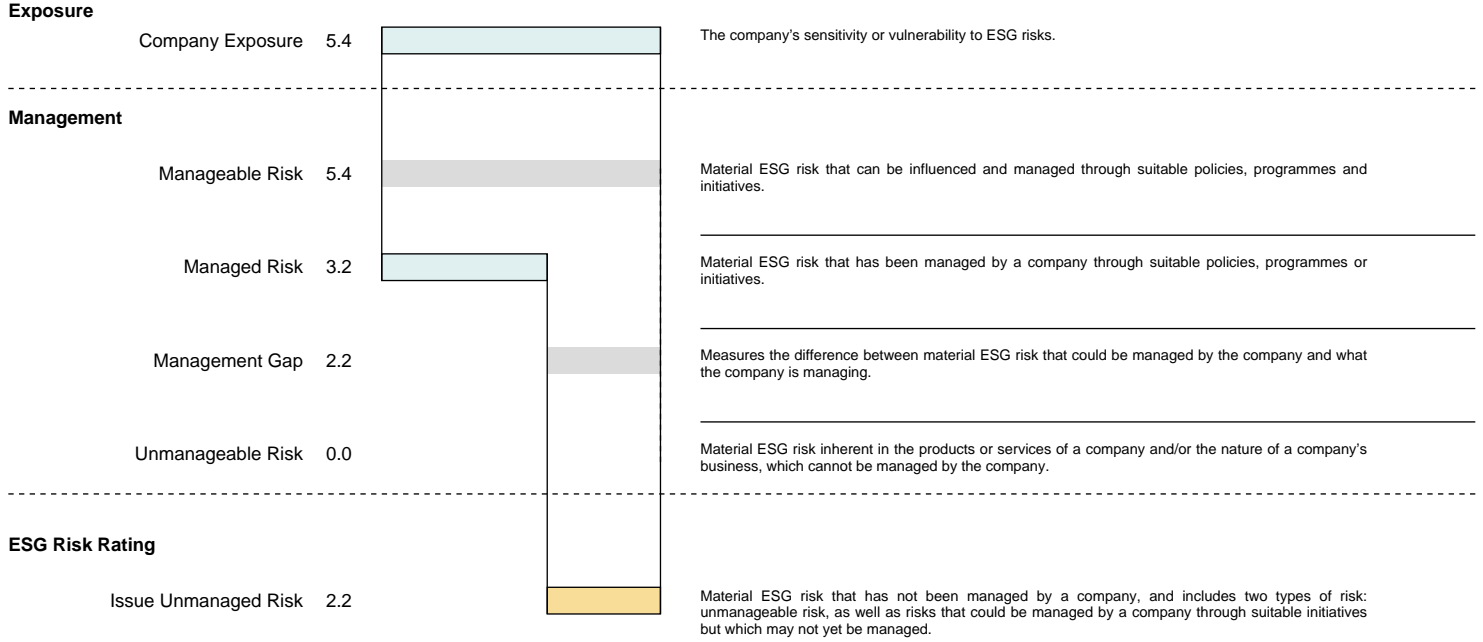 Exposure
Company Exposure 5.4
The company's sensitivity or vulnerability to ESG risks.
Management
Manageable Risk 5.4
Material ESG risk that can be influenced and managed through suitable policies, programmes and
initiatives.
Managed Risk 3.2
Material ESG risk that has been managed by a company through suitable policies, programmes or
initiatives.
Management Gap 2.2
Measures the difference between material ESG risk that could be managed by the company and what
the company is managing.
Unmanageable Risk 0.0
Material ESG risk inherent in the products or services of a company and/or the nature of a company's
business, which cannot be managed by the company.
ESG Risk Rating
Issue Unmanaged Risk 2.2
Material ESG risk that has not been managed by a company, and includes two types of risk:
unmanageable risk, as well as risks that could be managed by a company through suitable initiatives
but which may not yet be managed.